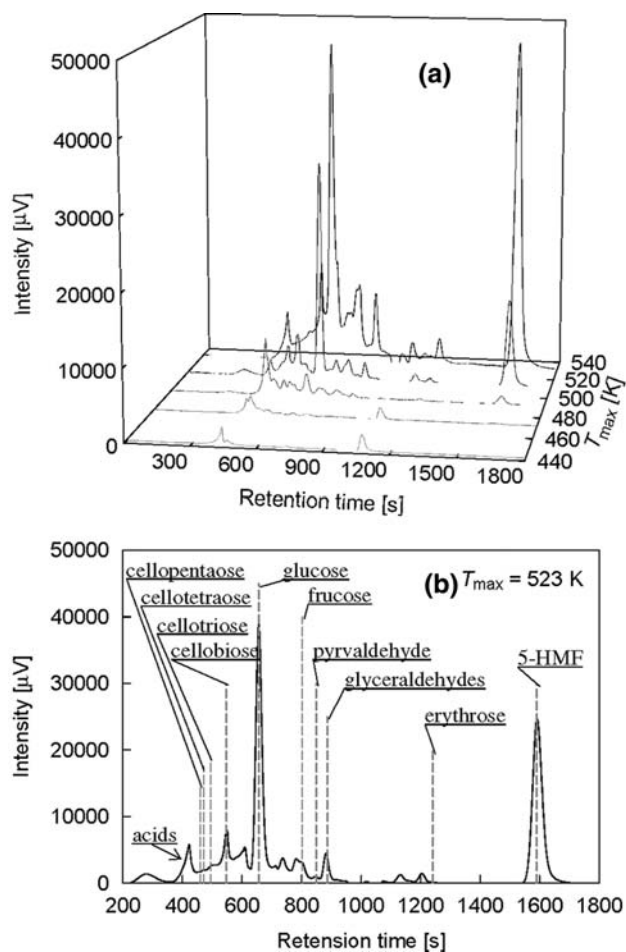 (a)
50000
40000
30000
20000
10000
0
Intensity [µV]
300 600 900 1200 1500 1800
Retention time [s]
540
520
500
480
460
440
Tmax [K]
(b) Tmax = 523 K
50000
40000
30000
20000
10000
0
Intensity [µV]
cellopentaose
cellotetraose
cellotriose
cellobiose
glucose
frucose
pyrvaldehyde
glyceraldehydes
erythrose
5-HMF
acids
200 400 600 800 1000 1200 1400 1600 1800
Retension time [s]